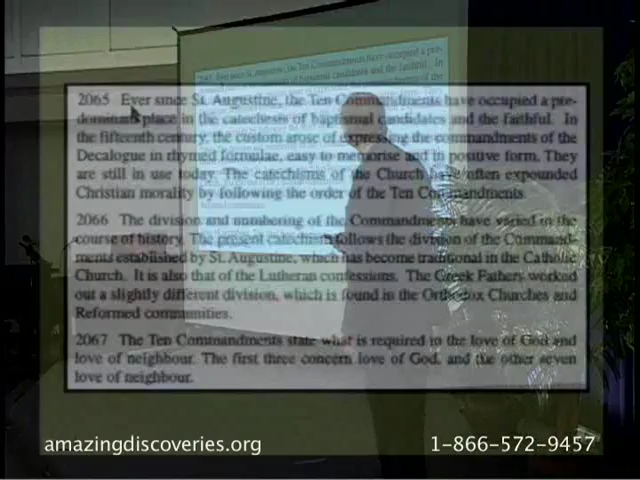 2065 Ever since St. Augustine, the Ten Commandments have occupied a pre-
dominant place in the catechesis of baptismal candidates and the faithful. In
the fifteenth century, the custom arose of expressing the commandments of the
Decalogue in rhymed formulae, easy to memorise and in positive form. They
are still in use today. The catechisms of the Church have often expounded
Christian morality by following the order of the Ten Commandments.
2066 The division and numbering of the Commandments have varied in the
course of history. The present catechism follows the division of the Command-
ments established by St. Augustine, which has become traditional in the Catholic
Church. It is also that of the Lutheran confessions. The Greek Fathers worked
out a slightly different division, which is found in the Orthodox Churches and
Reformed communities.
2067 The Ten Commandments state what is required in the love of God and
love of neighbour. The first three concern love of God, and the other seven
love of neighbour.
amazingdiscoveries.org
1-866-572-9457